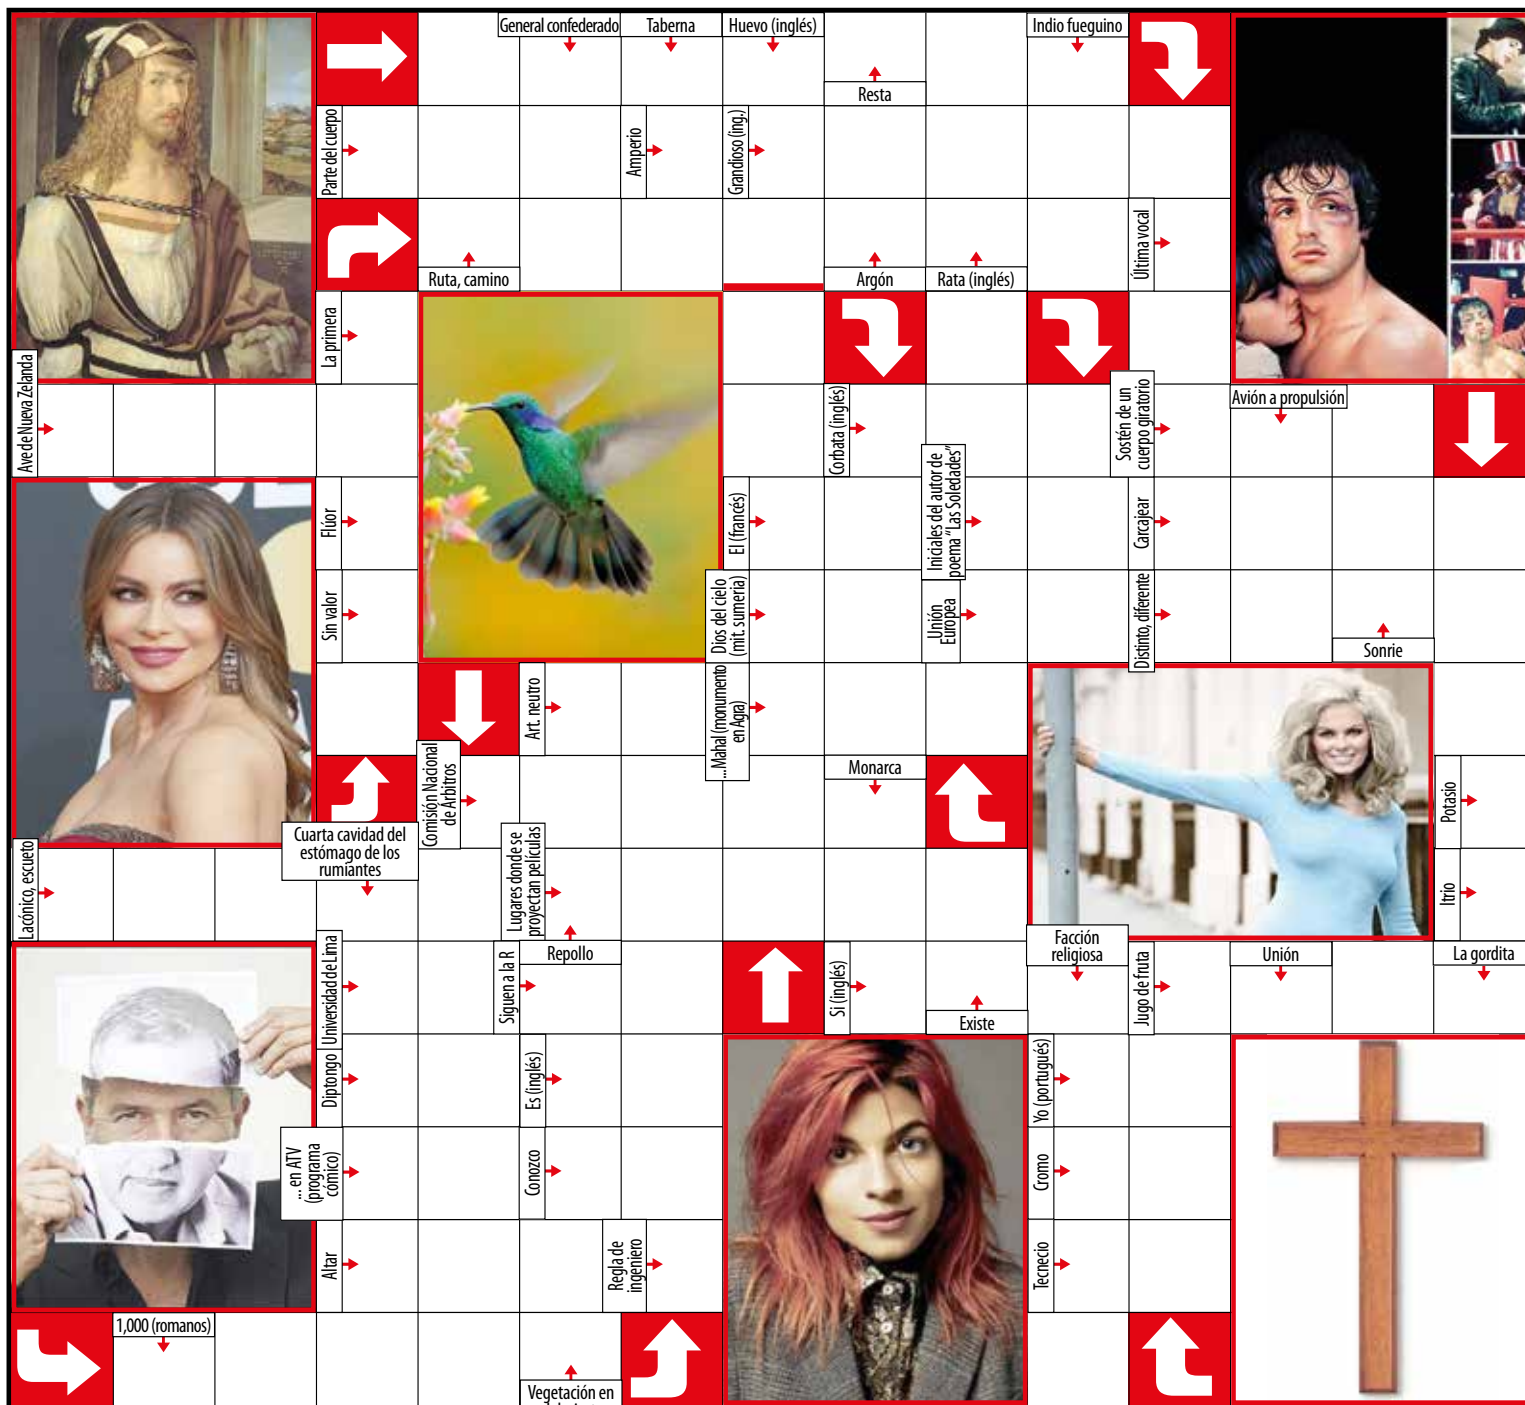 General confederado
Taberna
Huevo (inglés)
Indio fueguino
Resta
Parte del cuerpo
Amperio
Grandioso (ing.)
Última vocal
Ruta, camino
Argón
Rata (inglés)
La primera
Ave de Nueva Zelanda
Corbata (inglés)
Sostén de un
cuerpo giratorio
Avión a propulsión
Flúor
El (francés)
Iniciales del autor de
poema “Las Soledades”
Carcajear
Sin valor
Dios del cielo
(mit. sumeria)
Unión
Europea
Distinto, diferente
Sonrie
Art. neutro
...Mahal (monumento
en Agra)
Comisión Nacional
de Árbitros
Monarca
Potasio
Cuarta cavidad del
estómago de los
rumiantes
Lacónico, escueto
Lugares donde se
proyectan películas
Itrio
Universidad de Lima
Siguen a la R
Repollo
Si (inglés)
Existe
Facción
religiosa
Jugo de fruta
Unión
La gordita
Diptongo
Es (inglés)
Yo (portugués)
... en ATV
(programa
cómico)
Conozco
Cromo
Altar
Regla de
ingeniero
Tecnecio
1,000 (romanos)
Vegetación en